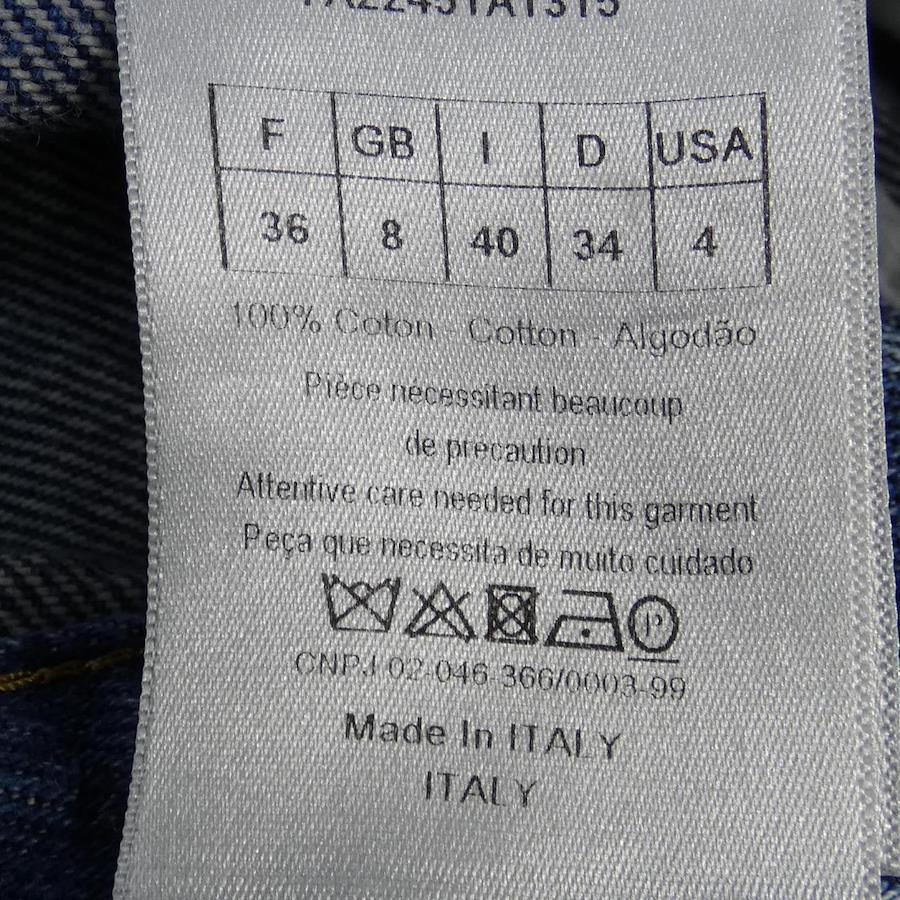 F GB I D USA
36 8 40 34 4
100% Coton - Cotton - Algodão
Pièce necessitant beaucoup
de precaution
Attentive care needed for this garment
Peça que necessita de muito cuidado
P
CNPJ 02-046-366/0003-99
Made In ITALY
ITALY